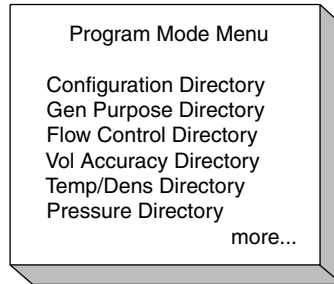 Program Mode Menu
Configuration Directory
Gen Purpose Directory
Flow Control Directory
Vol Accuracy Directory
Temp/Dens Directory
Pressure Directory
more...